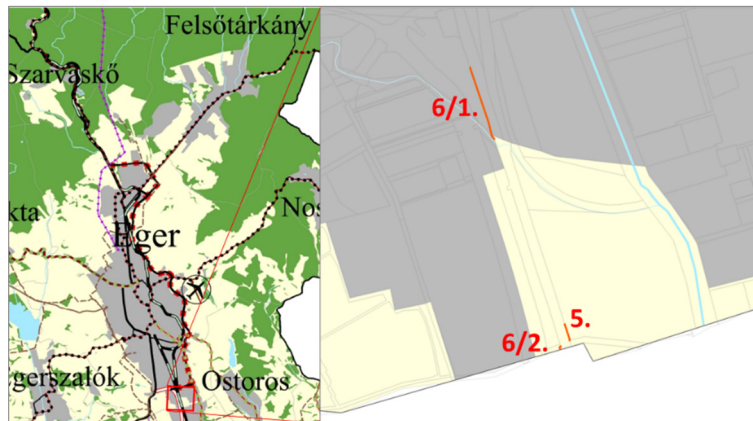 Felsőtárkány
Szarvaskő
kta
Eger
Nos
gerszalók
Ostoros
6/1.
5.
6/2.